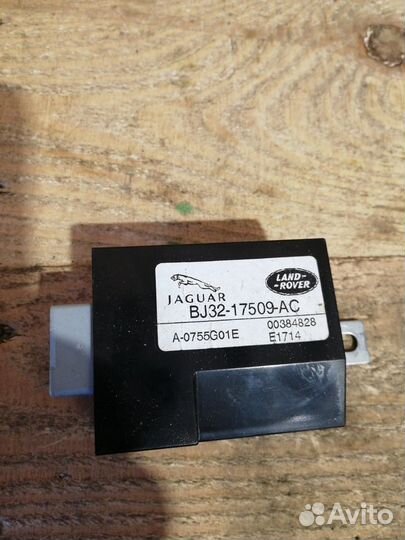 JAGUAR
LAND-
ROVER
BJ32-17509-AC
00384828
A-0755G01E
E1714
Avito